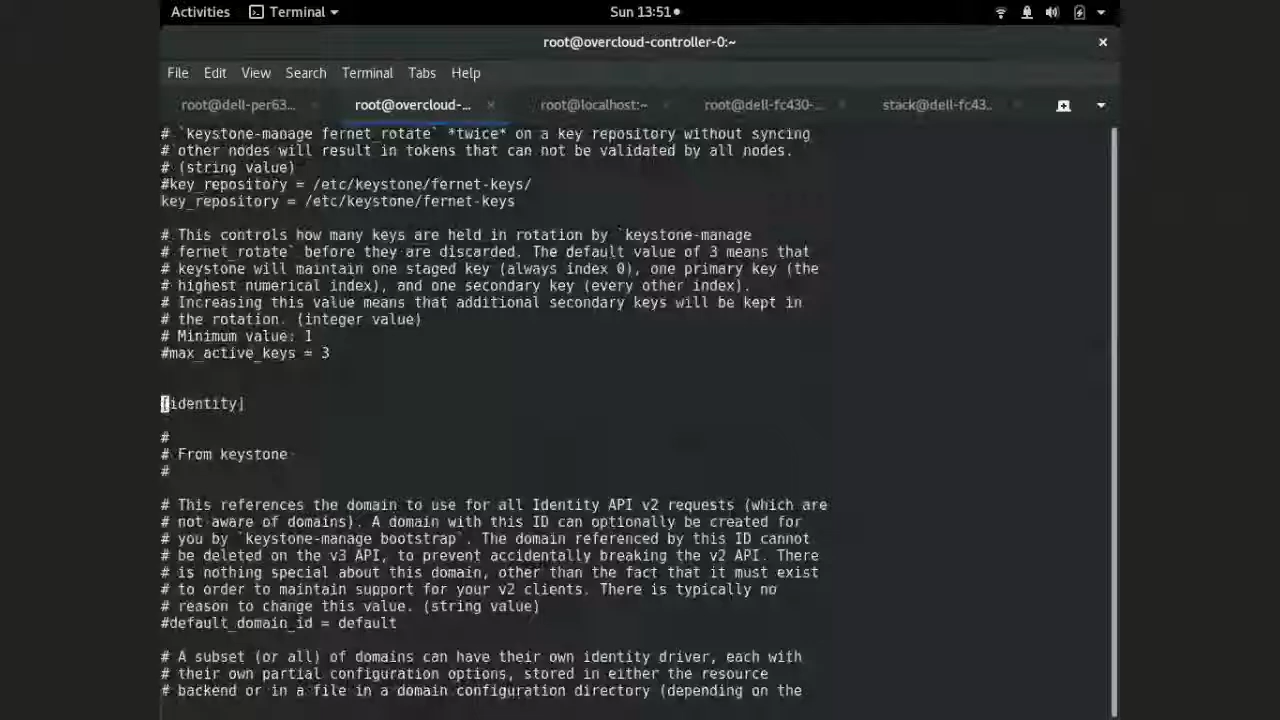 Activities Terminal Sun 13:51
root@overcloud-controller-0:~
File Edit View Search Terminal Tabs Help
root@dell-per63... root@overcloud-... root@localhost:~ root@dell-fc430-... stack@dell-fc43..
# `keystone-manage fernet_rotate` *twice* on a key repository without syncing
# other nodes will result in tokens that can not be validated by all nodes.
# (string value)
#key_repository = /etc/keystone/fernet-keys/
key_repository = /etc/keystone/fernet-keys
# This controls how many keys are held in rotation by `keystone-manage
# fernet_rotate` before they are discarded. The default value of 3 means that
# keystone will maintain one staged key (always index 0), one primary key (the
# highest numerical index), and one secondary key (every other index).
# Increasing this value means that additional secondary keys will be kept in
# the rotation. (integer value)
# Minimum value: 1
#max_active_keys = 3
[identity]
#
# From keystone
#
# This references the domain to use for all Identity API v2 requests (which are
# not aware of domains). A domain with this ID can optionally be created for
# you by `keystone-manage bootstrap`. The domain referenced by this ID cannot
# be deleted on the v3 API, to prevent accidentally breaking the v2 API. There
# is nothing special about this domain, other than the fact that it must exist
# to order to maintain support for your v2 clients. There is typically no
# reason to change this value. (string value)
#default_domain_id = default
# A subset (or all) of domains can have their own identity driver, each with
# their own partial configuration options, stored in either the resource
# backend or in a file in a domain configuration directory (depending on the